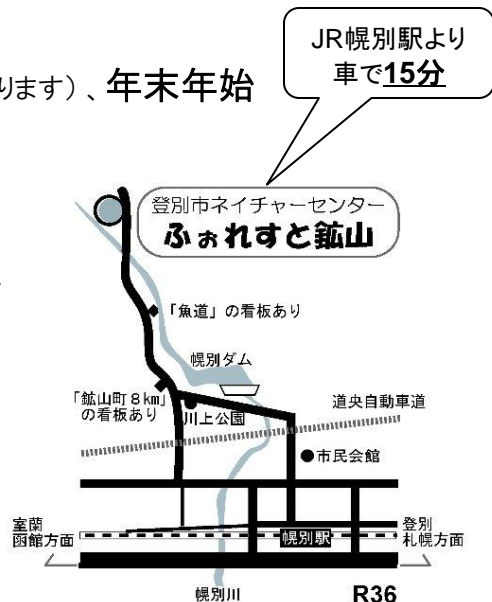 JR幌別駅より
車で15分
ります）、年末年始
登別市ネイチャーセンター
ふぉれすと鉱山
「魚道」の看板あり
幌別ダム
「鉱山町8km」
の看板あり
川上公園
道央自動車道
市民会館
室蘭
函館方面
幌別駅
登別
札幌方面
幌別川
R36